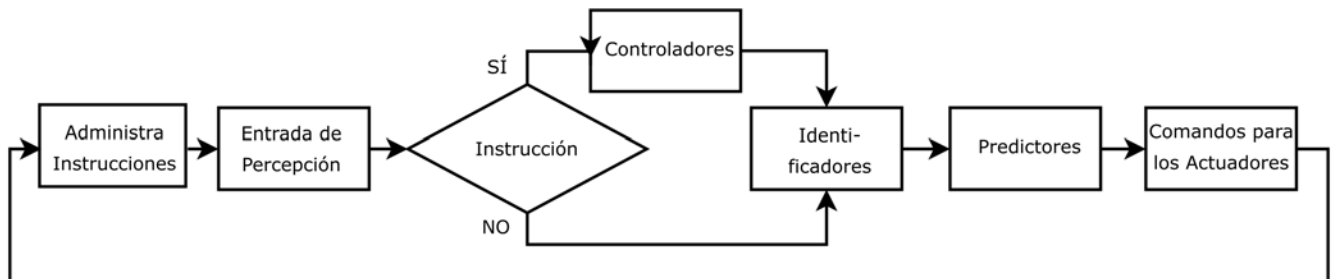 Administra
Instrucciones
Entrada de
Percepción
Instrucción
SÍ
NO
Controladores
Identi-
ficadores
Predictores
Comandos para
los Actuadores